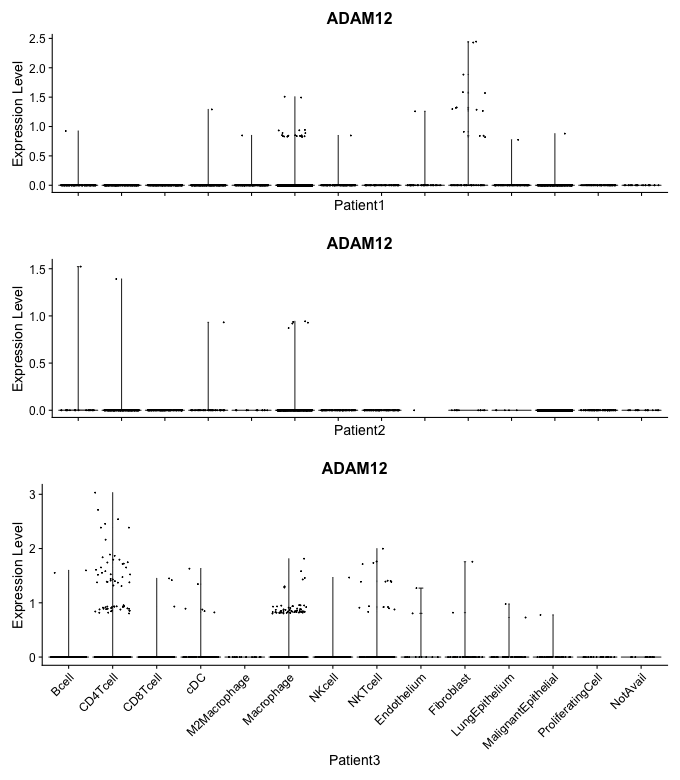 ADAM12
Expression Level
2.5
2.0
1.5
1.0
0.5
0.0
Patient1
ADAM12
Expression Level
1.5
1.0
0.5
0.0
Patient2
ADAM12
Expression Level
3
2
1
0
Bcell
CD4Tcell
CD8Tcell
cDC
M2Macrophage
Macrophage
NKcell
NKTcell
Endothelium
Fibroblast
LungEpithelium
MalignantEpithelial
ProliferatingCell
NotAvail
Patient3